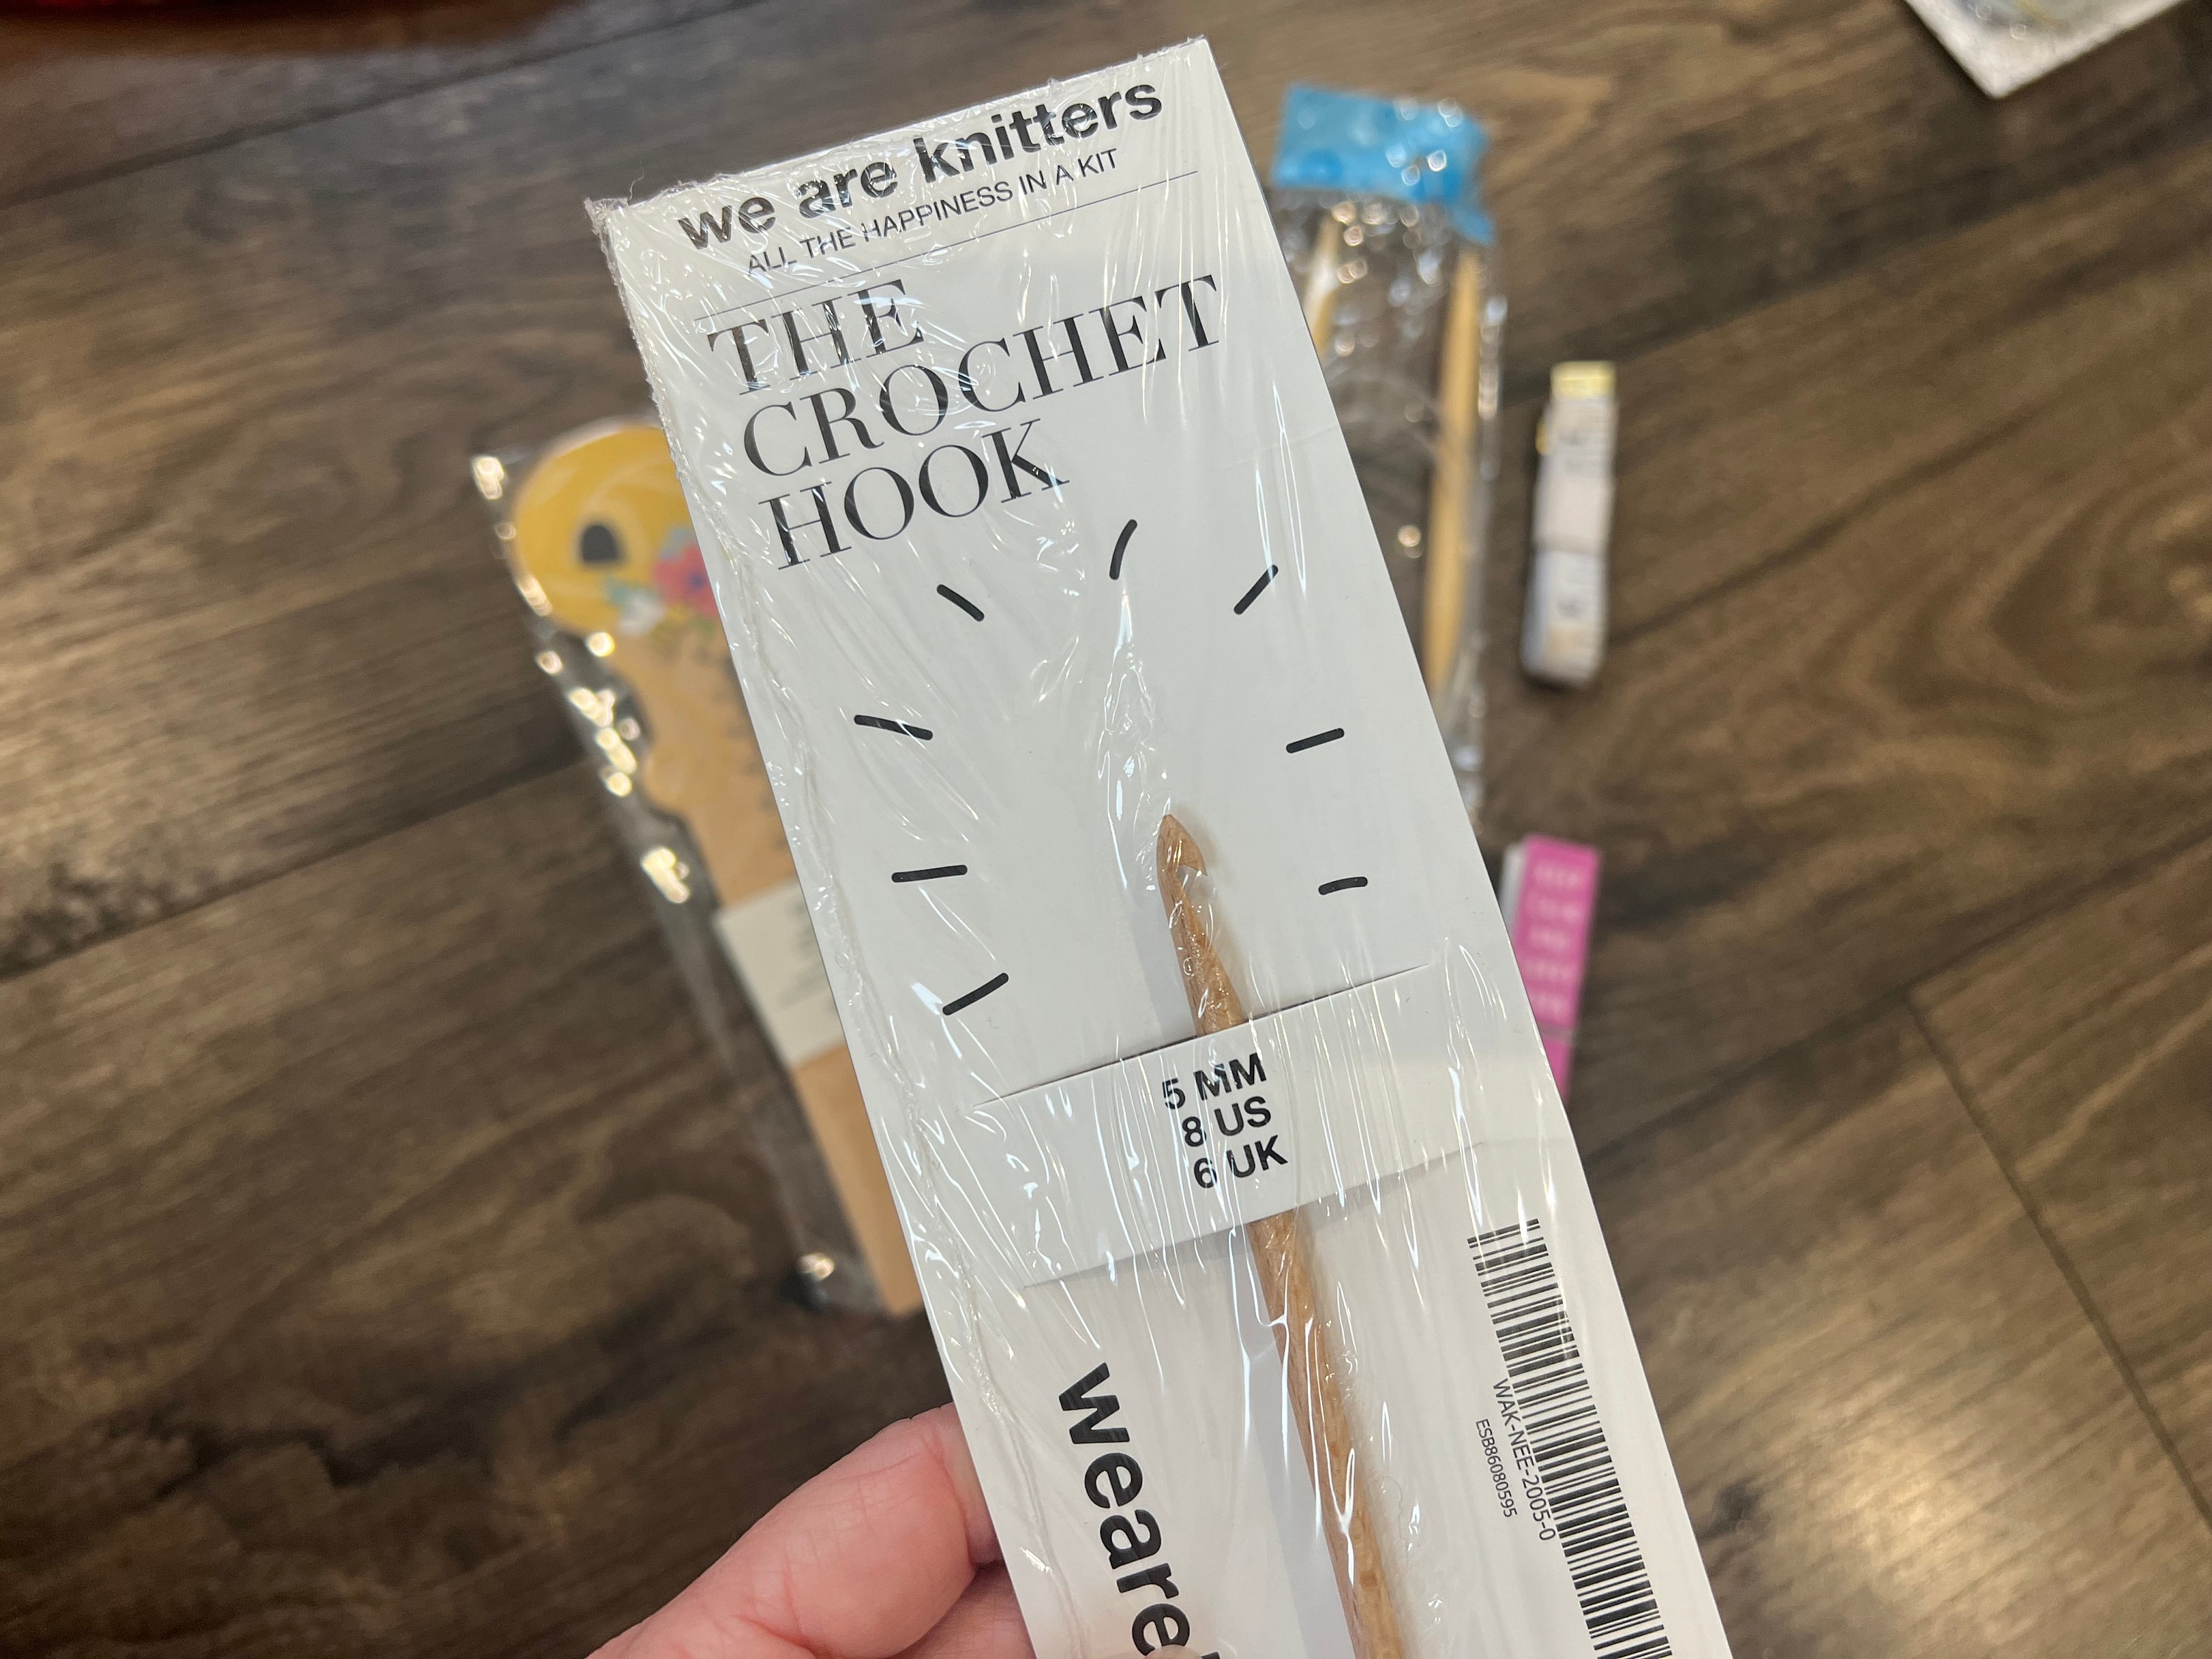 we are knitters
ALL THE HAPPINESS IN A KIT
THE
CROCHET
HOOK
5 MM
8 US
6 UK
WAK-NEE-2005-0
ESB86080595
weare